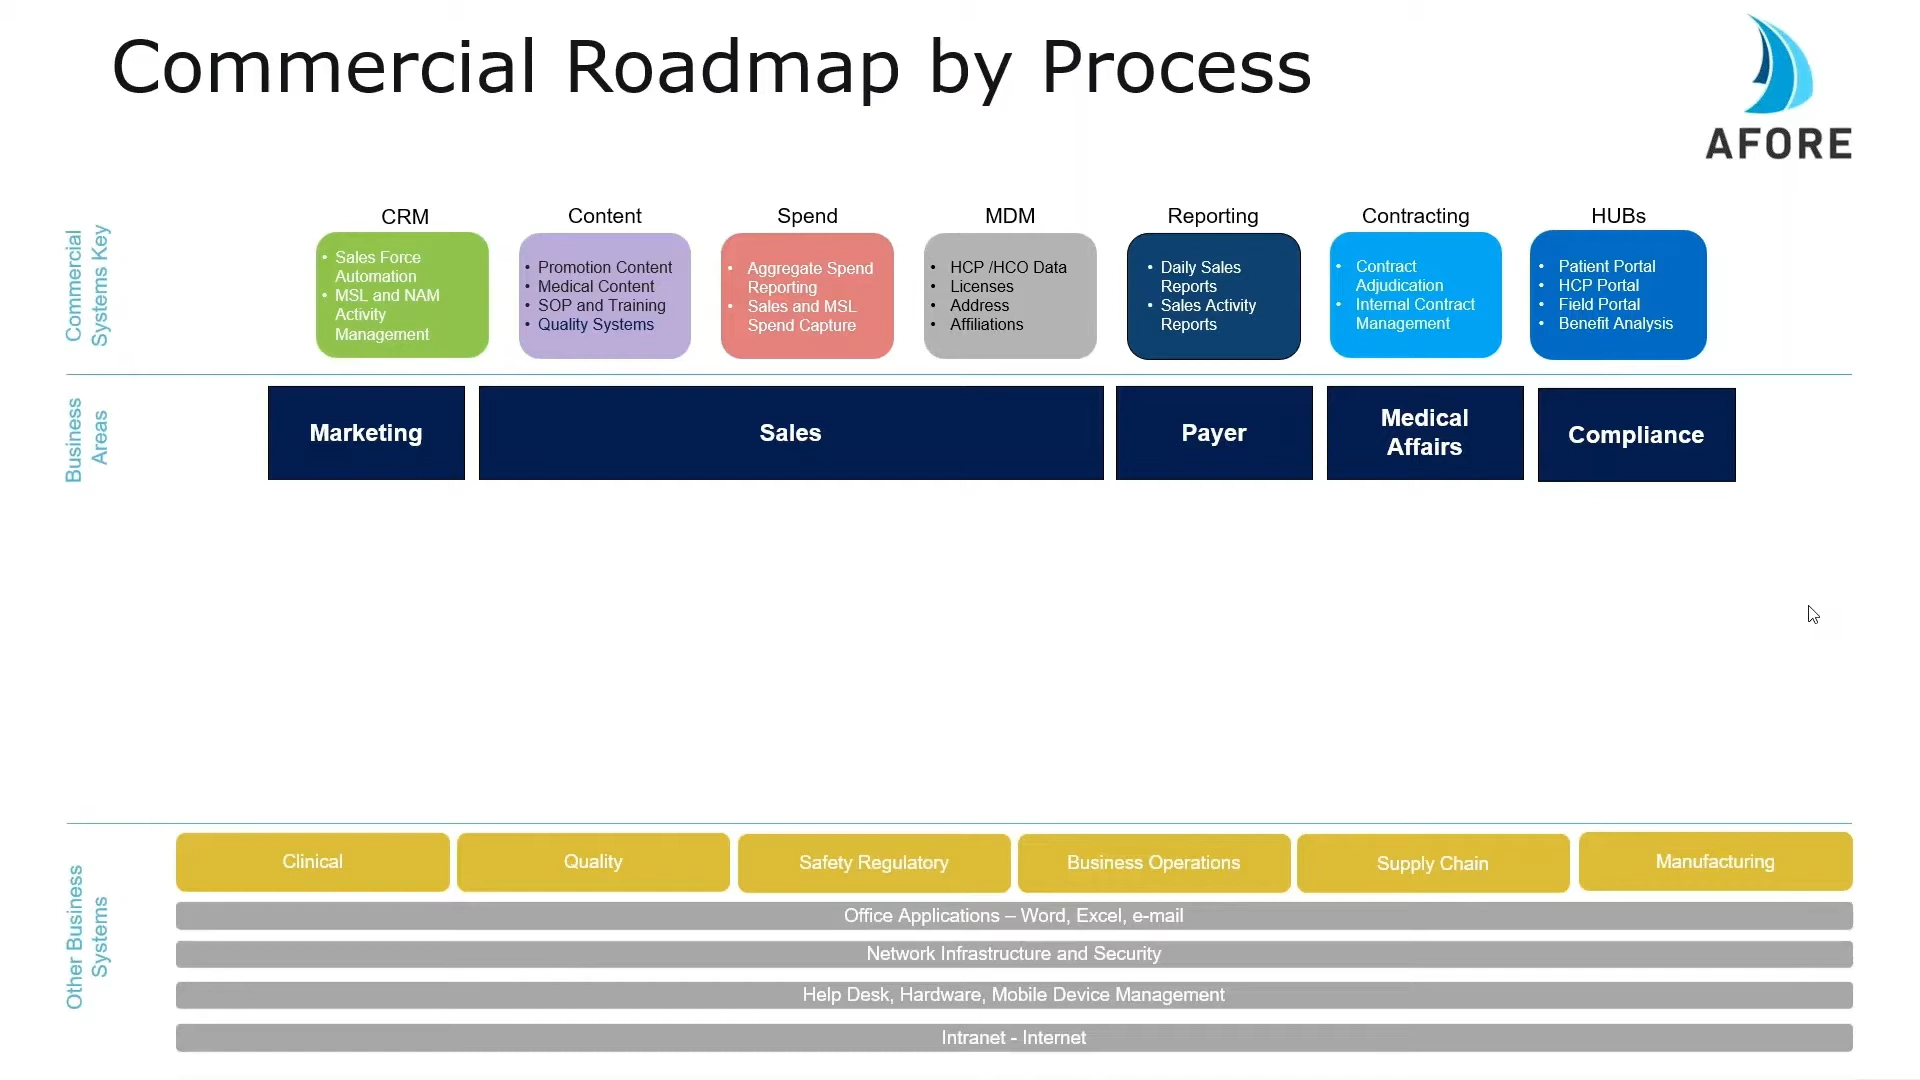 Commercial Roadmap by Process
AFORE
Commercial
Systems Key
CRM
• Sales Force
Automation
• MSL and NAM
Activity
Management
Content
• Promotion Content
• Medical Content
• SOP and Training
• Quality Systems
Spend
• Aggregate Spend
Reporting
• Sales and MSL
Spend Capture
MDM
• HCP /HCO Data
• Licenses
• Address
• Affiliations
Reporting
• Daily Sales
Reports
• Sales Activity
Reports
Contracting
• Contract
Adjudication
• Internal Contract
Management
HUBs
• Patient Portal
• HCP Portal
• Field Portal
• Benefit Analysis
Business
Areas
Marketing
Sales
Payer
Medical
Affairs
Compliance
Other Business
Systems
Clinical
Quality
Safety Regulatory
Business Operations
Supply Chain
Manufacturing
Office Applications – Word, Excel, e-mail
Network Infrastructure and Security
Help Desk, Hardware, Mobile Device Management
Intranet - Internet